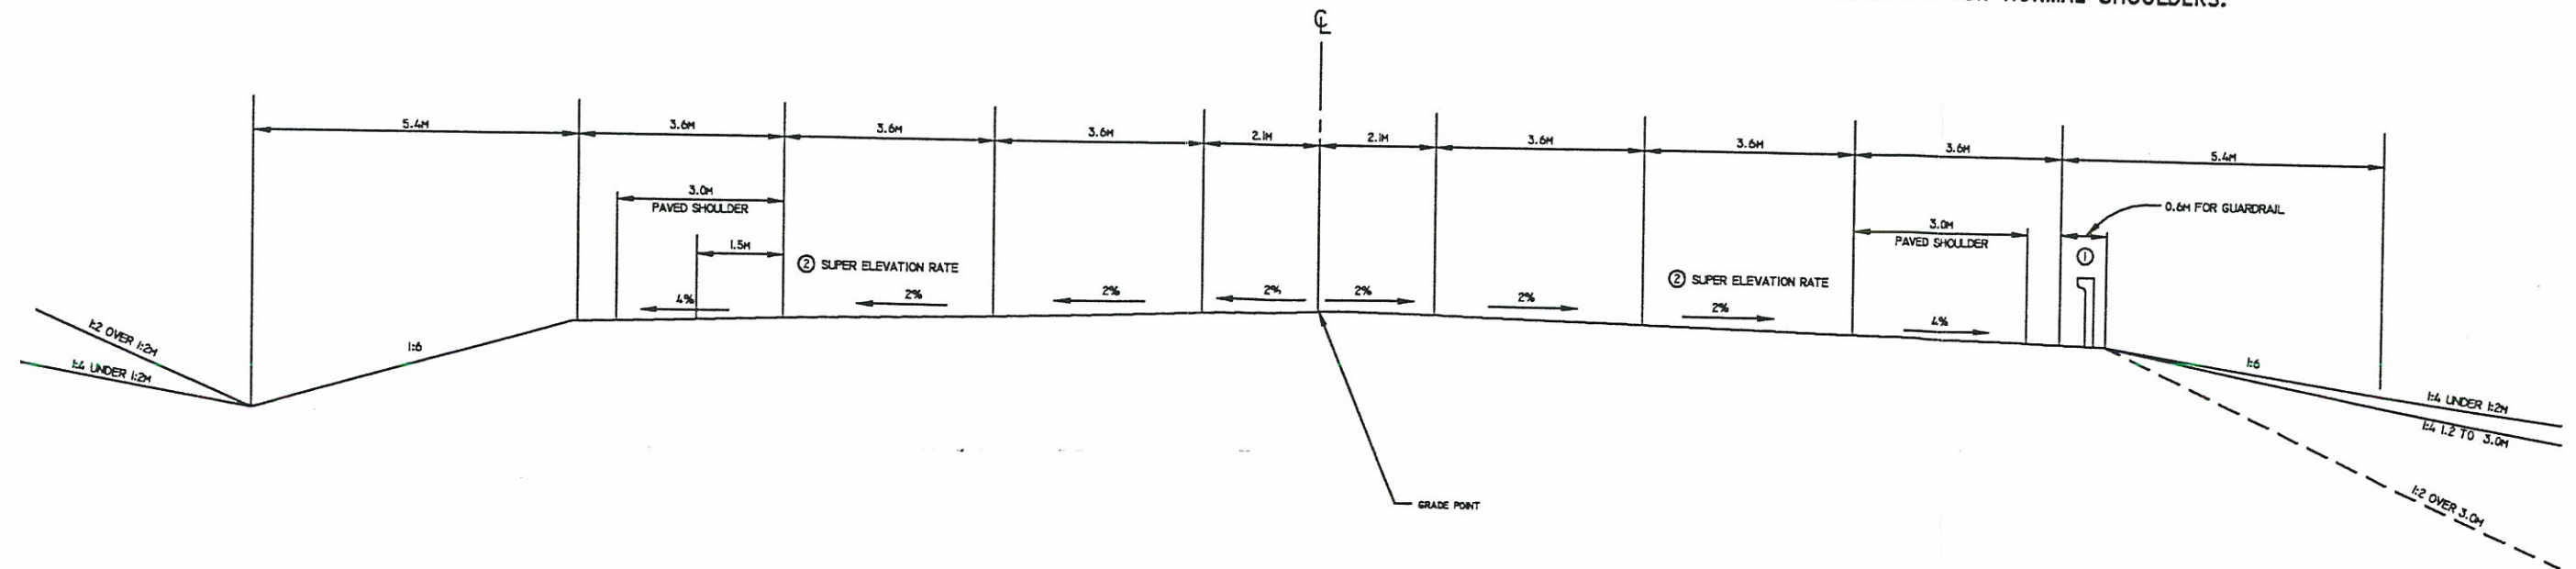 NORMAL SHOULDERS.
℄
5.4M
3.6M
3.6M
3.6M
2.1M
2.1M
3.6M
3.6M
3.6M
5.4M
3.0M
PAVED SHOULDER
1.5M
② SUPER ELEVATION RATE
4%
2%
2%
2%
2%
2%
② SUPER ELEVATION RATE
2%
3.0M
PAVED SHOULDER
4%
0.6M FOR GUARDRAIL
①
1:2 OVER 1:2M
1:4 UNDER 1:2M
1:6
1:6
1:4 UNDER 1:2M
1:4 1.2 TO 3.0M
1:2 OVER 3.0M
GRADE POINT